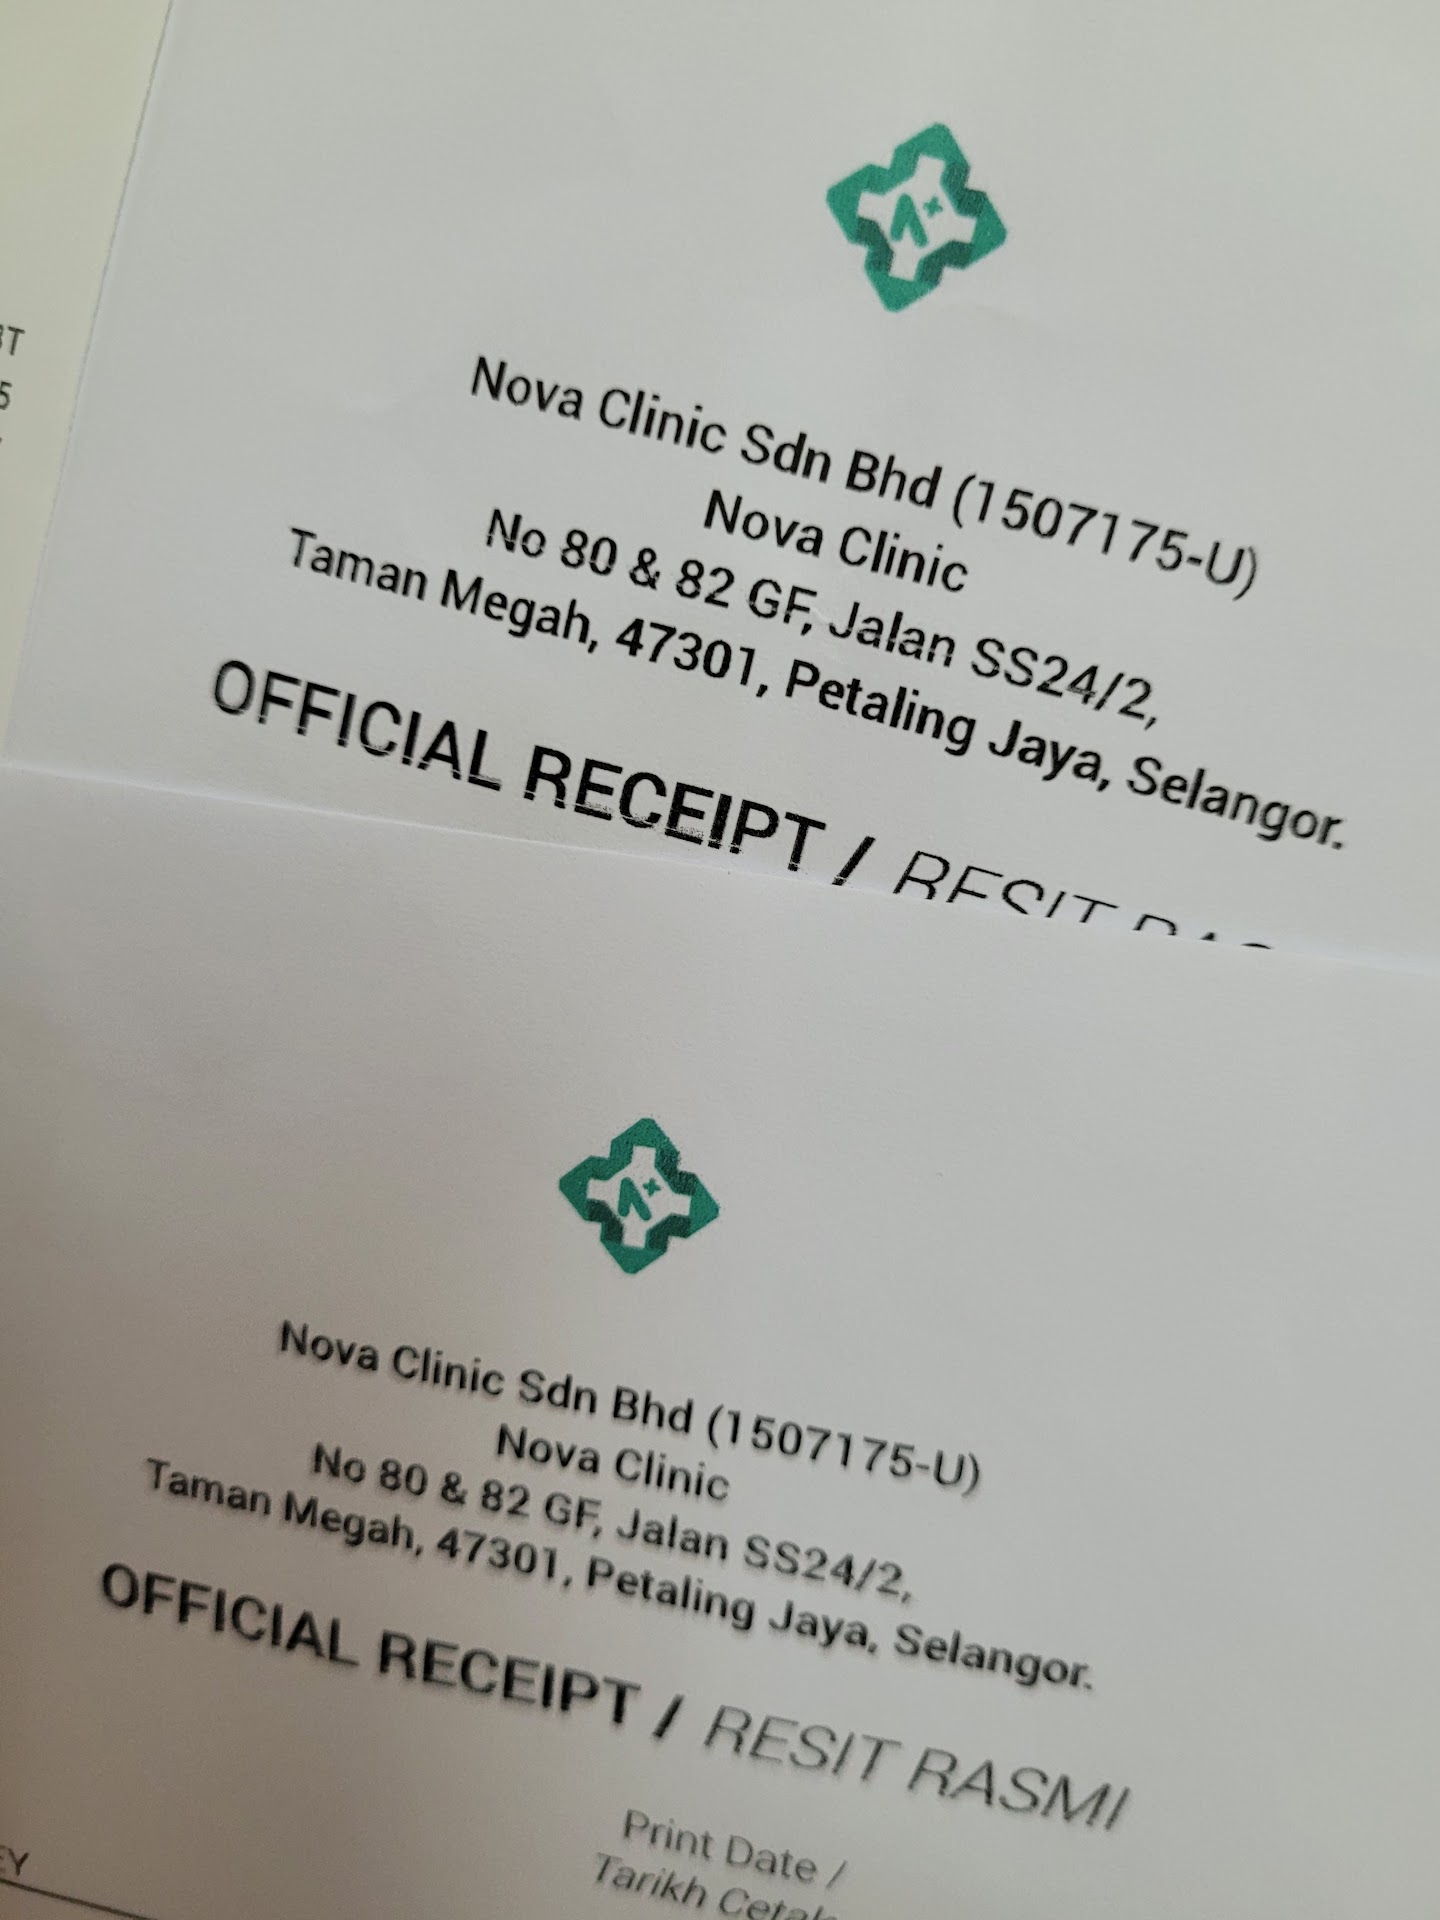 A+
Nova Clinic Sdn Bhd (1507175-U)
Nova Clinic
No 80 & 82 GF, Jalan SS24/2,
Taman Megah, 47301, Petaling Jaya, Selangor.
OFFICIAL RECEIPT / RESIT
A+
Nova Clinic Sdn Bhd (1507175-U)
Nova Clinic
No 80 & 82 GF, Jalan SS24/2,
Taman Megah, 47301, Petaling Jaya, Selangor.
OFFICIAL RECEIPT / RESIT RASMI
Print Date /
Tarikh